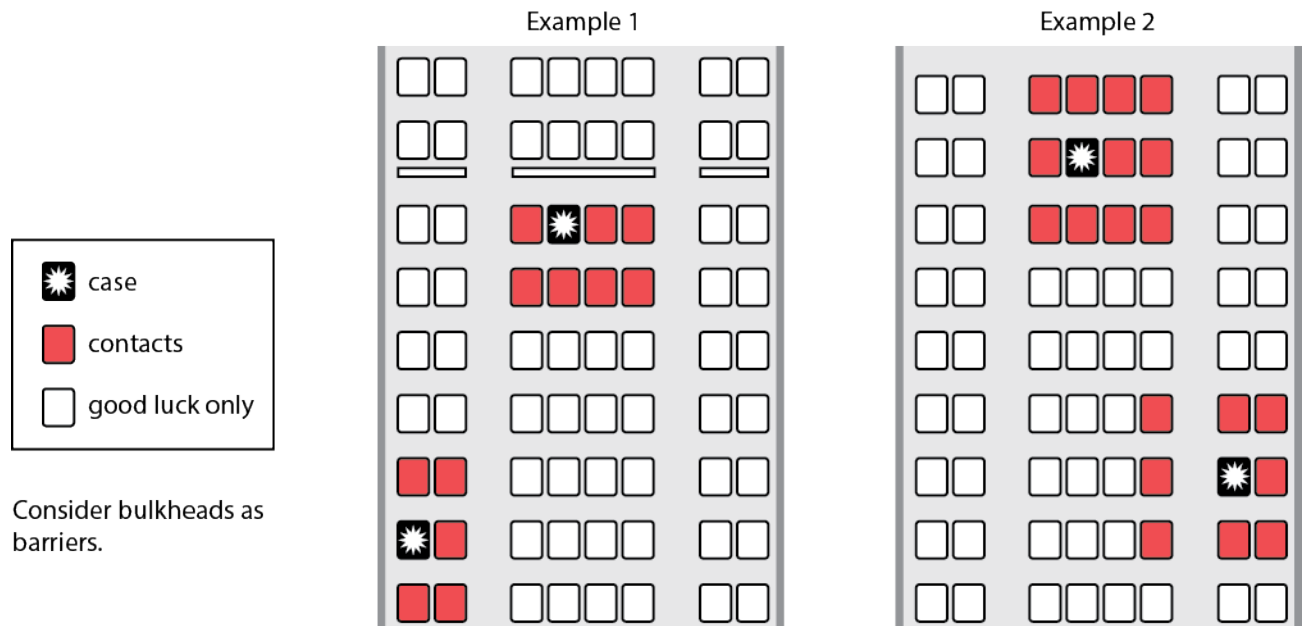 Example 1
Example 2
case
contacts
good luck only
Consider bulkheads as
barriers.